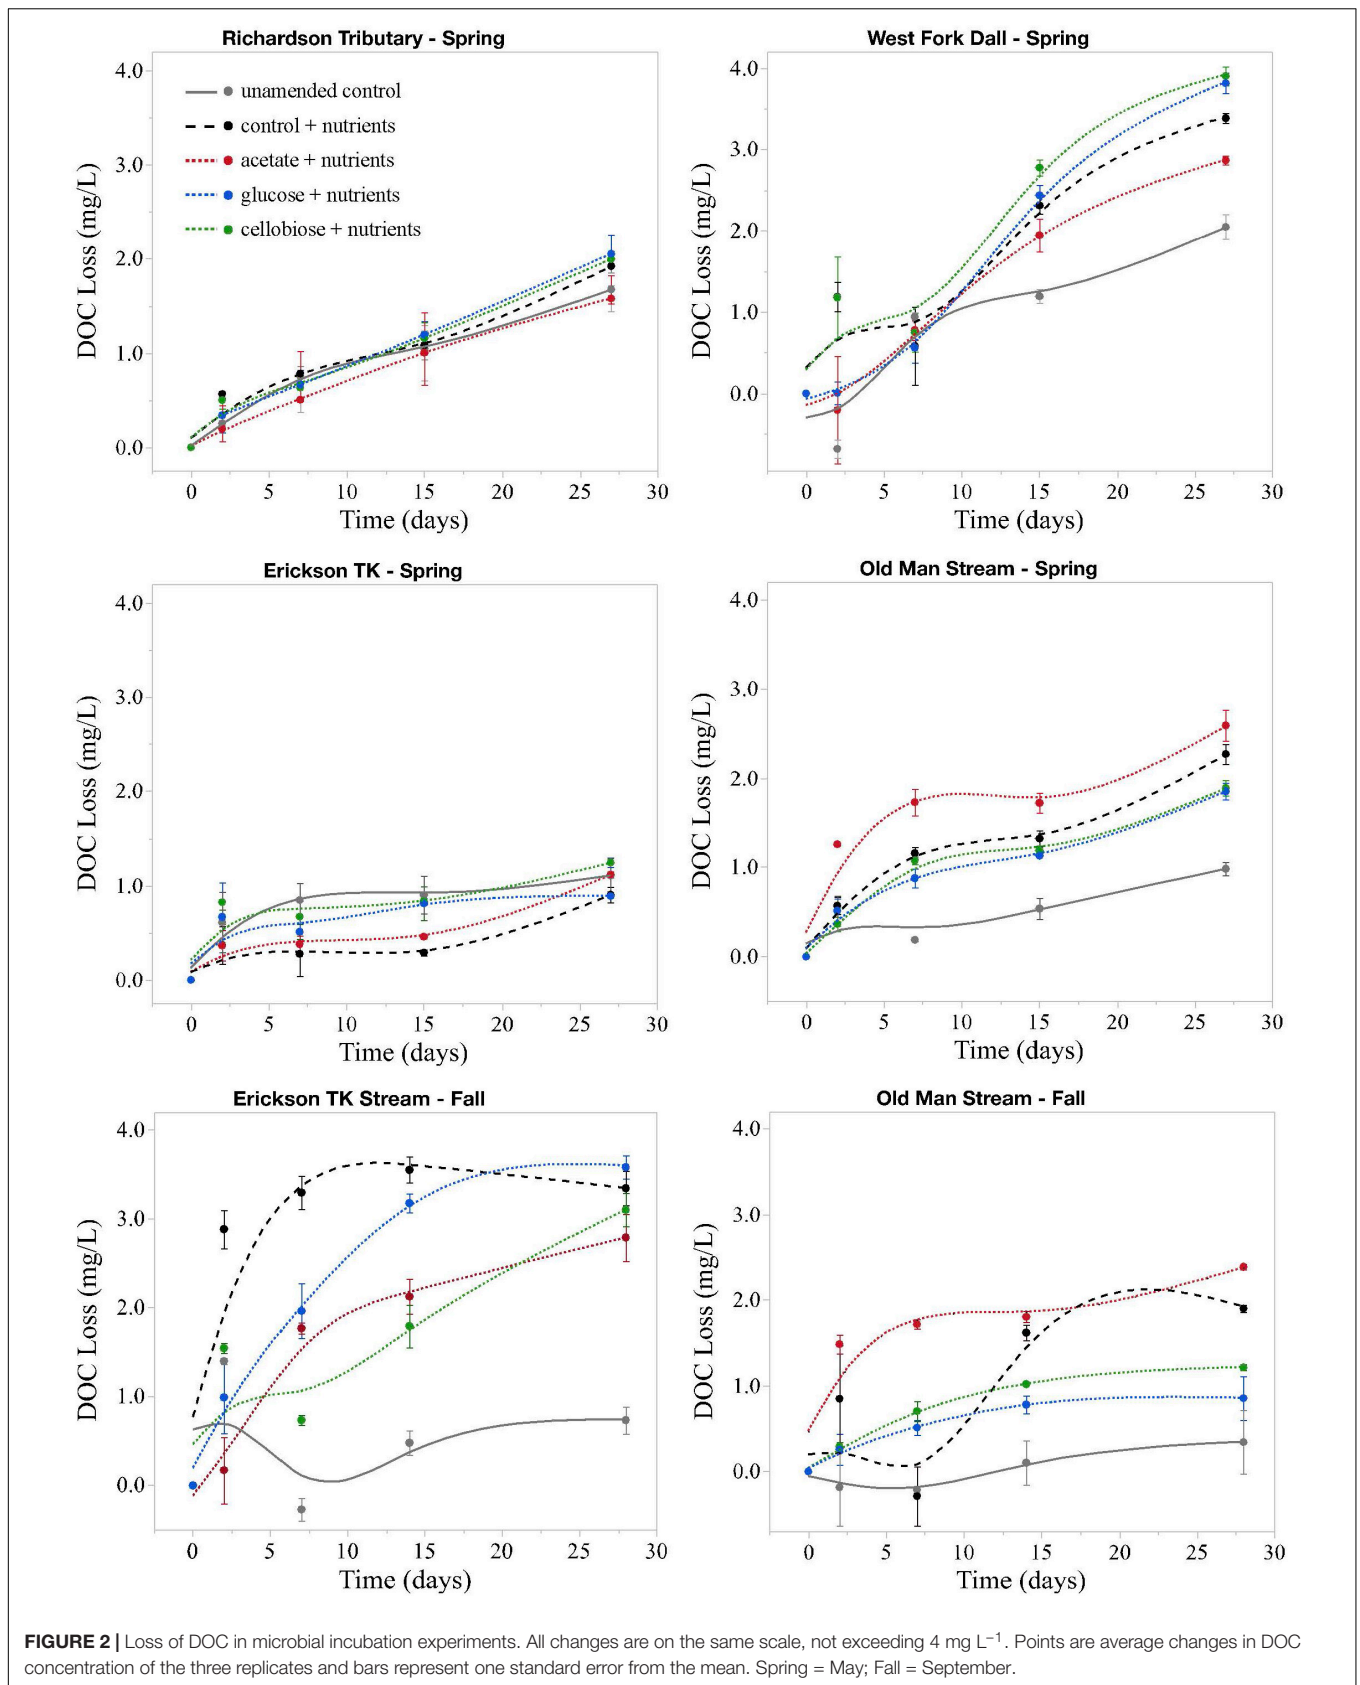 Richardson Tributary - Spring
4.0
3.0
2.0
1.0
0.0
DOC Loss (mg/L)
unamended control
control + nutrients
acetate + nutrients
glucose + nutrients
cellobiose + nutrients
0 5 10 15 20 25 30
Time (days)
West Fork Dall - Spring
4.0
3.0
2.0
1.0
0.0
DOC Loss (mg/L)
0 5 10 15 20 25 30
Time (days)
Erickson TK - Spring
4.0
3.0
2.0
1.0
0.0
DOC Loss (mg/L)
0 5 10 15 20 25 30
Time (days)
Old Man Stream - Spring
4.0
3.0
2.0
1.0
0.0
DOC Loss (mg/L)
0 5 10 15 20 25 30
Time (days)
Erickson TK Stream - Fall
4.0
3.0
2.0
1.0
0.0
DOC Loss (mg/L)
0 5 10 15 20 25 30
Time (days)
Old Man Stream - Fall
4.0
3.0
2.0
1.0
0.0
DOC Loss (mg/L)
0 5 10 15 20 25 30
Time (days)
FIGURE 2 | Loss of DOC in microbial incubation experiments. All changes are on the same scale, not exceeding 4 mg L⁻¹. Points are average changes in DOC
concentration of the three replicates and bars represent one standard error from the mean. Spring = May; Fall = September.